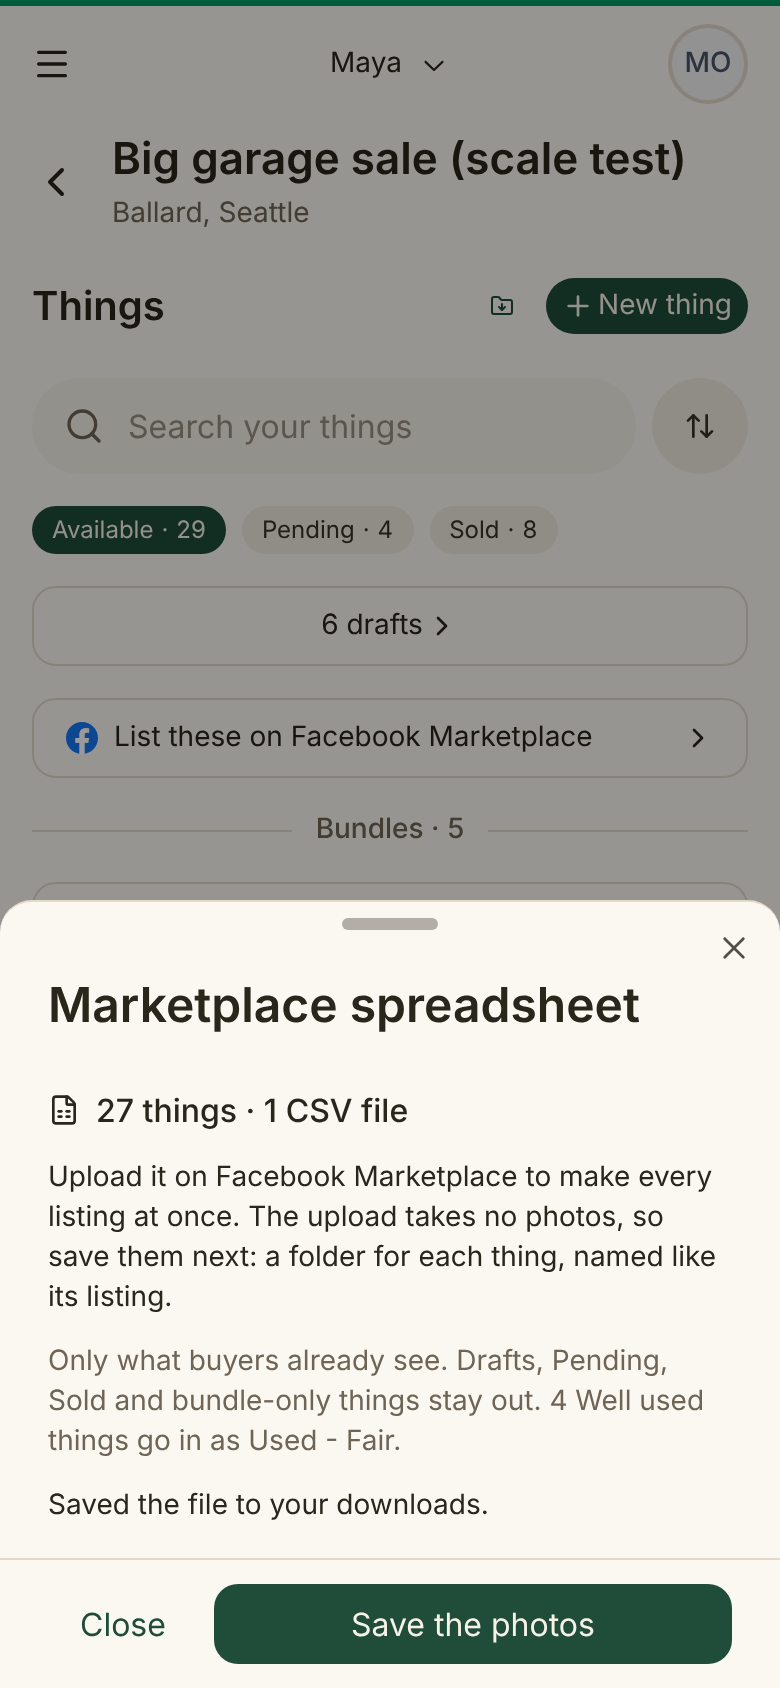 Maya
MO
Big garage sale (scale test)
Ballard, Seattle
Things
New thing
Search your things
Available · 29
Pending · 4
Sold · 8
6 drafts
List these on Facebook Marketplace
Bundles · 5
Marketplace spreadsheet
27 things · 1 CSV file
Upload it on Facebook Marketplace to make every
listing at once. The upload takes no photos, so
save them next: a folder for each thing, named like
its listing.
Only what buyers already see. Drafts, Pending,
Sold and bundle-only things stay out. 4 Well used
things go in as Used - Fair.
Saved the file to your downloads.
Close
Save the photos